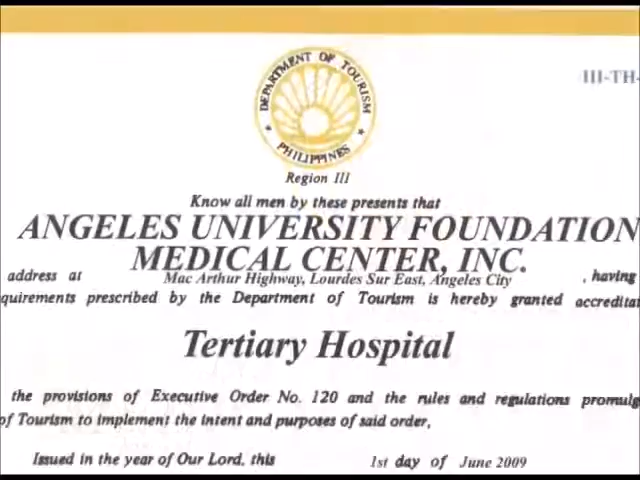 DEPARTMENT OF TOURISM
PHILIPPINES
III-TH-
Region III
Know all men by these presents that
ANGELES UNIVERSITY FOUNDATION
MEDICAL CENTER, INC.
address at Mac Arthur Highway, Lourdes Sur East, Angeles City , having
quirements prescribed by the Department of Tourism is hereby granted accreditat
Tertiary Hospital
the provisions of Executive Order No. 120 and the rules and regulations promulg
of Tourism to implement the intent and purposes of said order,
Issued in the year of Our Lord, this 1st day of June 2009